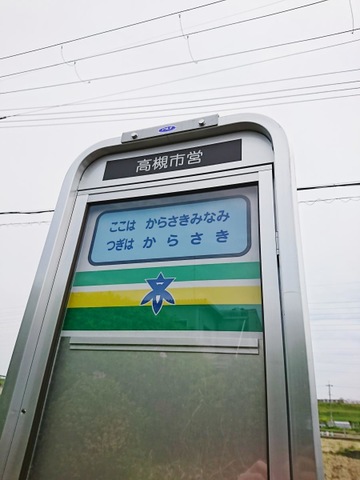 高槻市営
ここは からさきみなみ
つぎは からさき